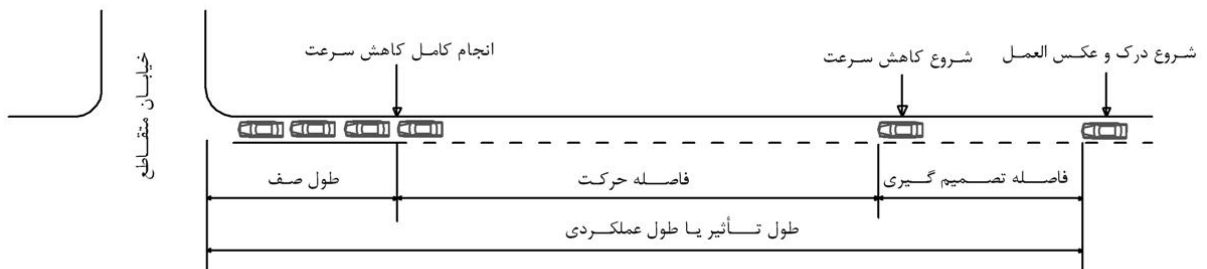 انجام کامل کاهش سرعت
شروع کاهش سرعت
شروع درک و عکس العمل
خیابان متقاطع
فاصله تصمیم گیری
فاصله حرکت
طول صف
طول تأثیر یا طول عملکردی